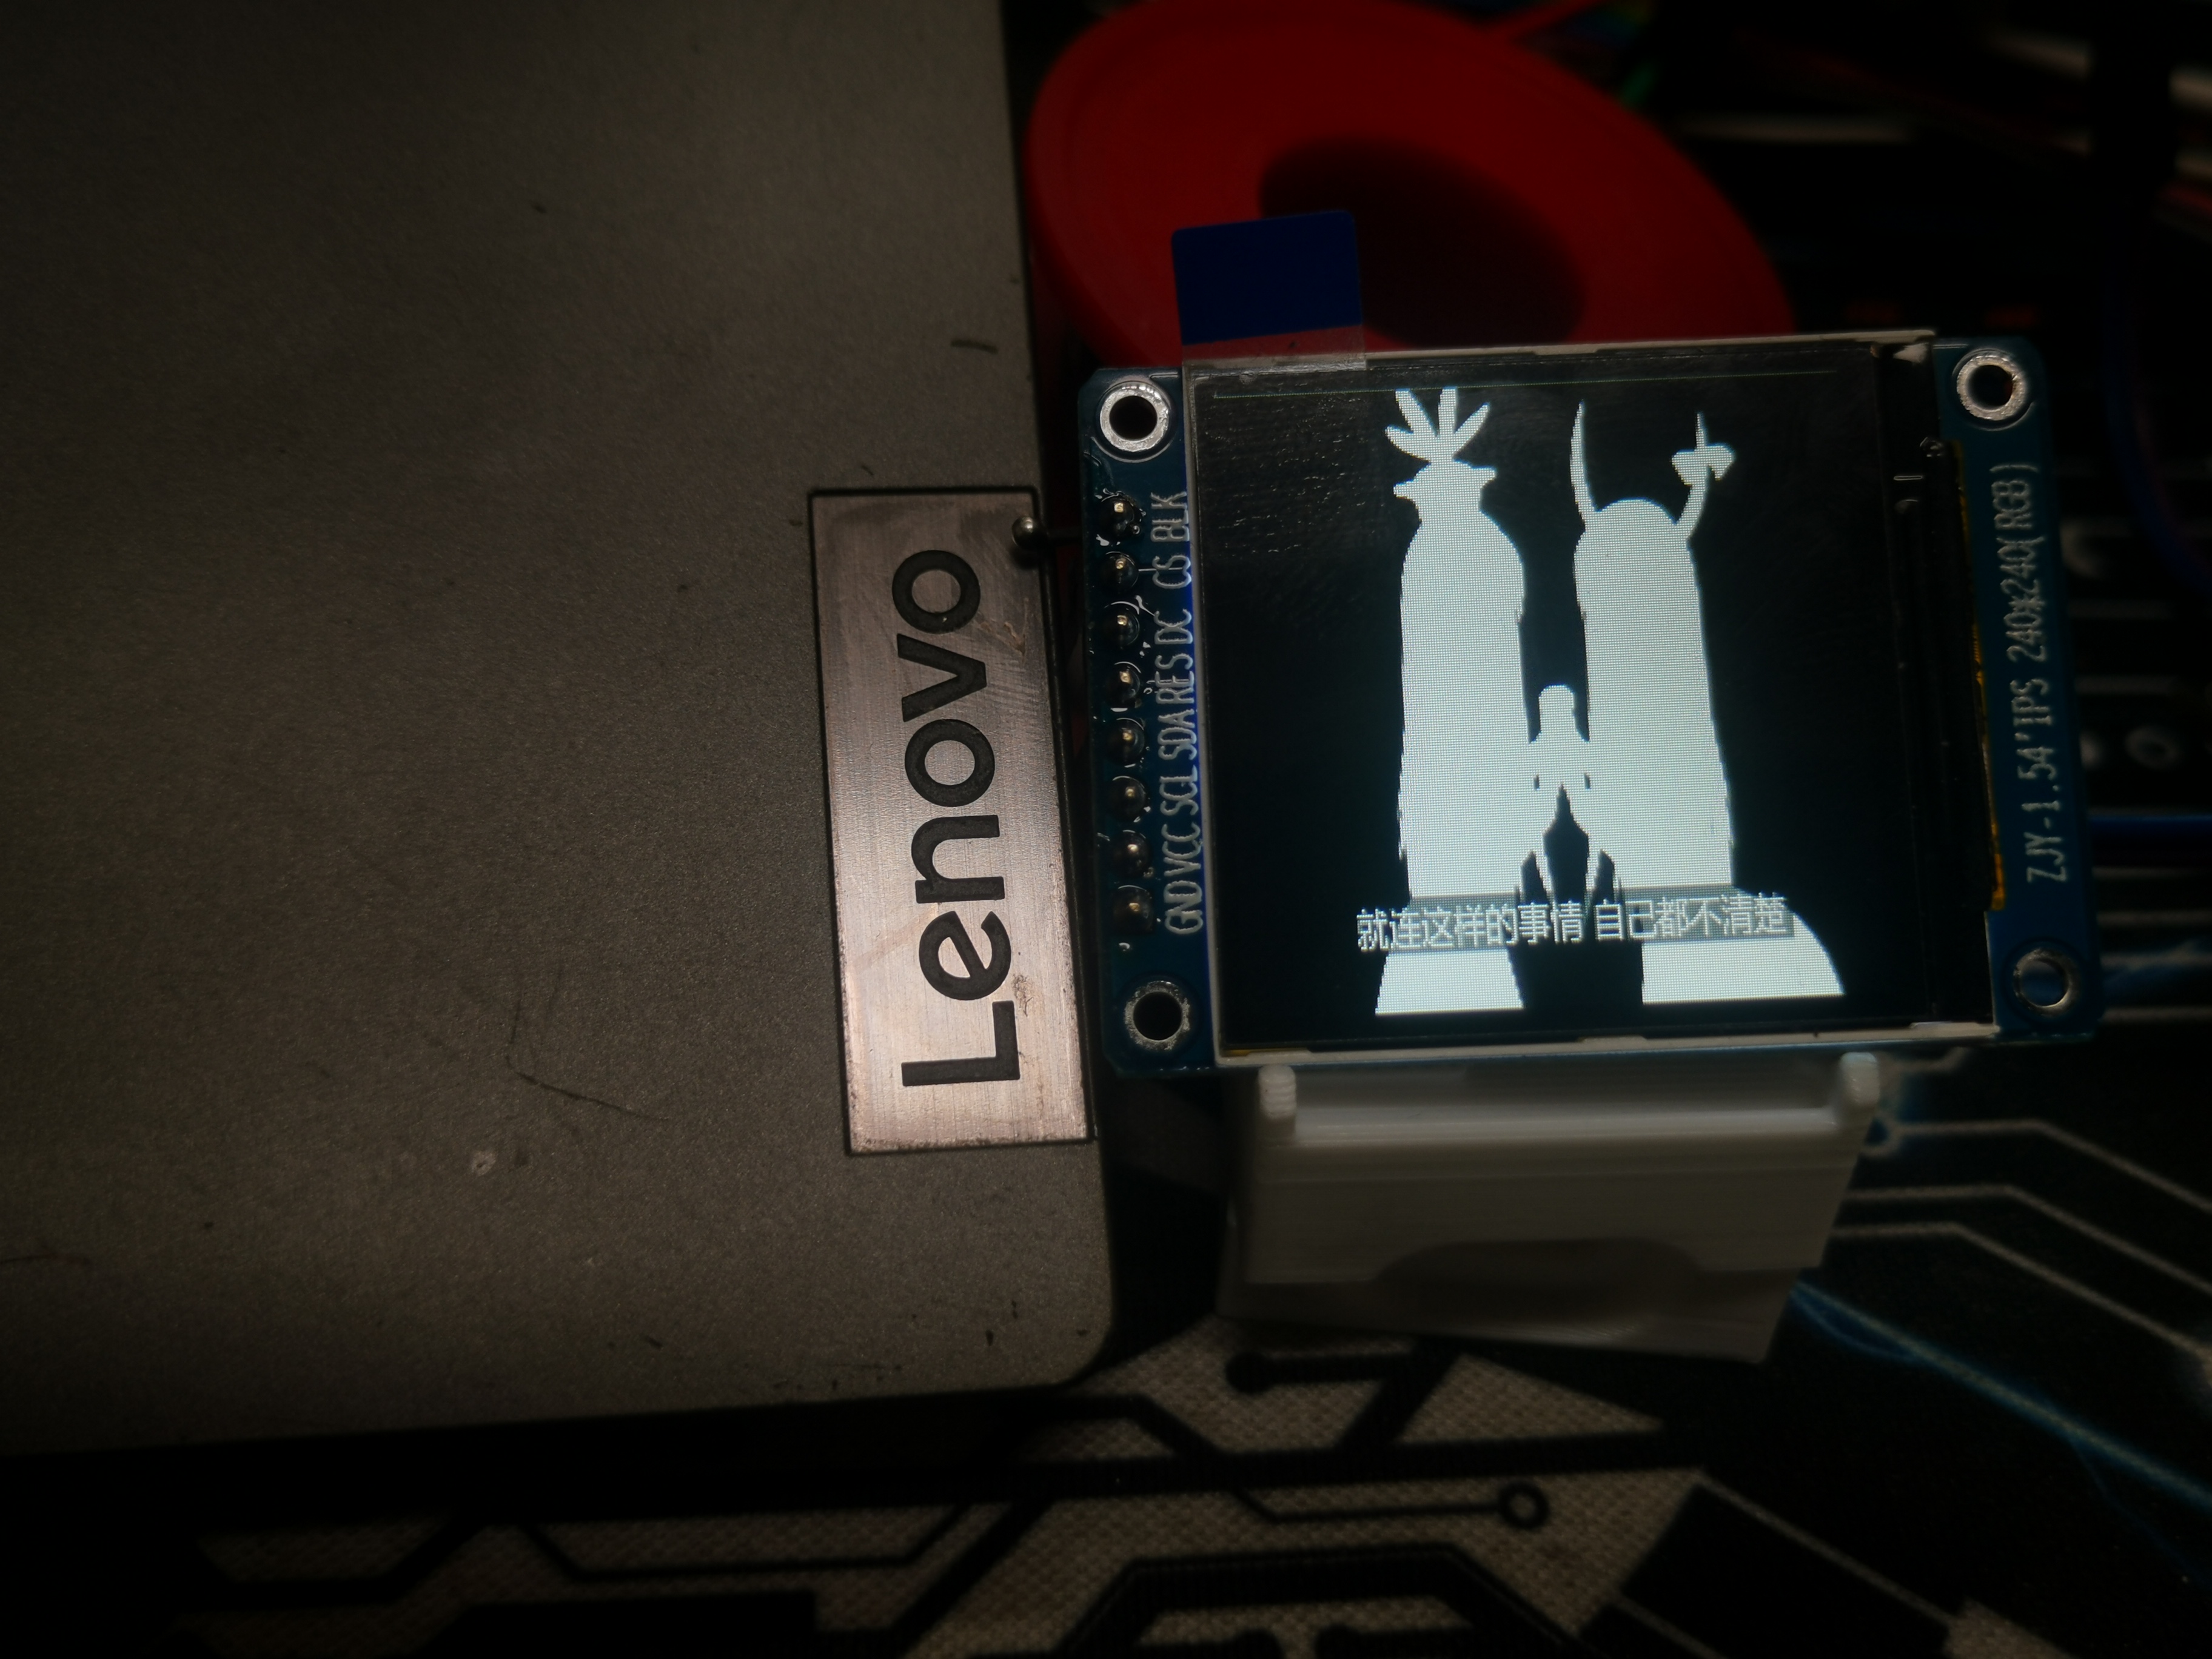 Lenovo
GND VCC SCL SDA RES DC CS BLK
就连这样的事情 自己都不清楚
ZJY-1.54"IPS 240x240(RGB)